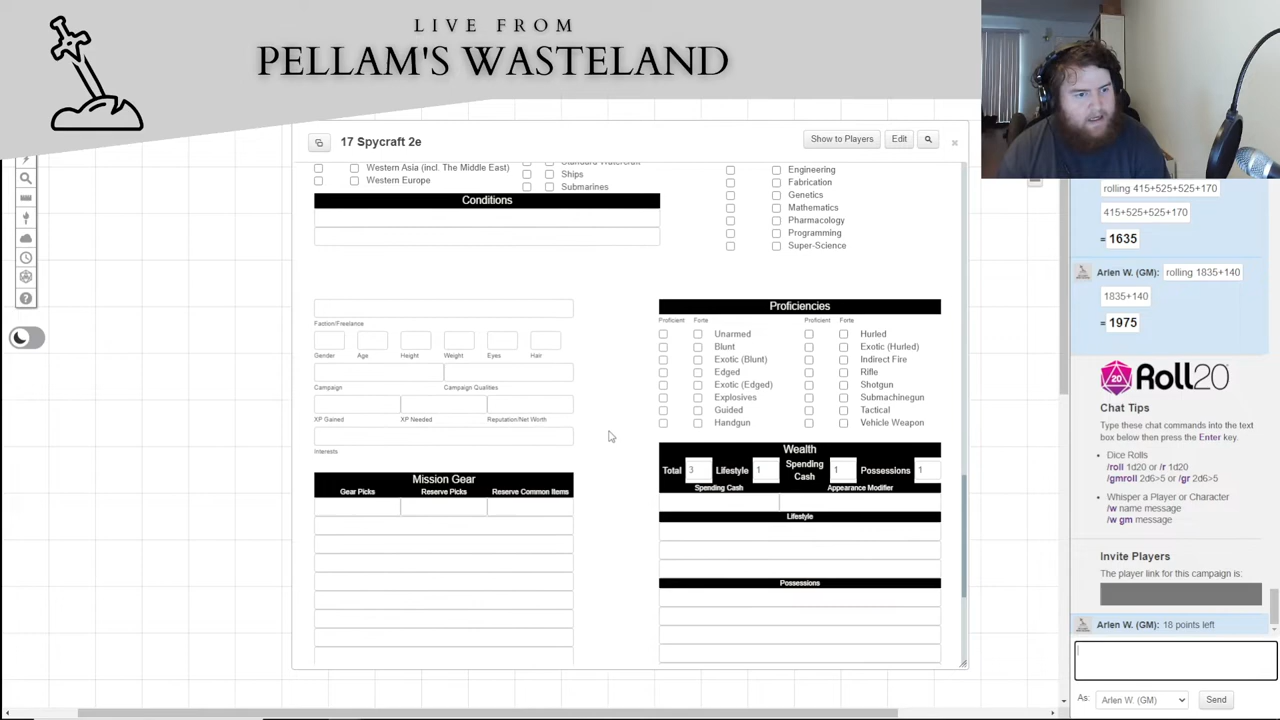 LIVE FROM
PELLAM'S WASTELAND
17 Spycraft 2e
Show to Players
Edit
Western Asia (incl. The Middle East)
Western Europe
Standard Watercraft
Ships
Submarines
Engineering
Fabrication
Genetics
Mathematics
Pharmacology
Programming
Super-Science
Conditions
Faction/Freelance
Gender Age Height Weight Eyes Hair
Campaign Campaign Qualities
XP Gained XP Needed Reputation/Net Worth
Interests
Mission Gear
Gear Picks Reserve Picks Reserve Common Items
Proficiencies
Proficient Forte Proficient Forte
Unarmed Hurled
Blunt Exotic (Hurled)
Exotic (Blunt) Indirect Fire
Edged Rifle
Exotic (Edged) Shotgun
Explosives Submachinegun
Guided Tactical
Handgun Vehicle Weapon
Wealth
Total 3 Lifestyle 1 Spending Cash 1 Possessions 1
Spending Cash Appearance Modifier
Lifestyle
Possessions
rolling 415+525+525+170
415+525+525+170
= 1635
Arlen W. (GM): rolling 1835+140
1835+140
= 1975
Roll20
Chat Tips
Type these chat commands into the text
box below then press the Enter key.
Dice Rolls
/roll 1d20 or /r 1d20
/gmroll 2d6>5 or /gr 2d6>5
Whisper a Player or Character
/w name message
/w gm message
Invite Players
The player link for this campaign is:
Arlen W. (GM): 18 points left
As: Arlen W. (GM) Send